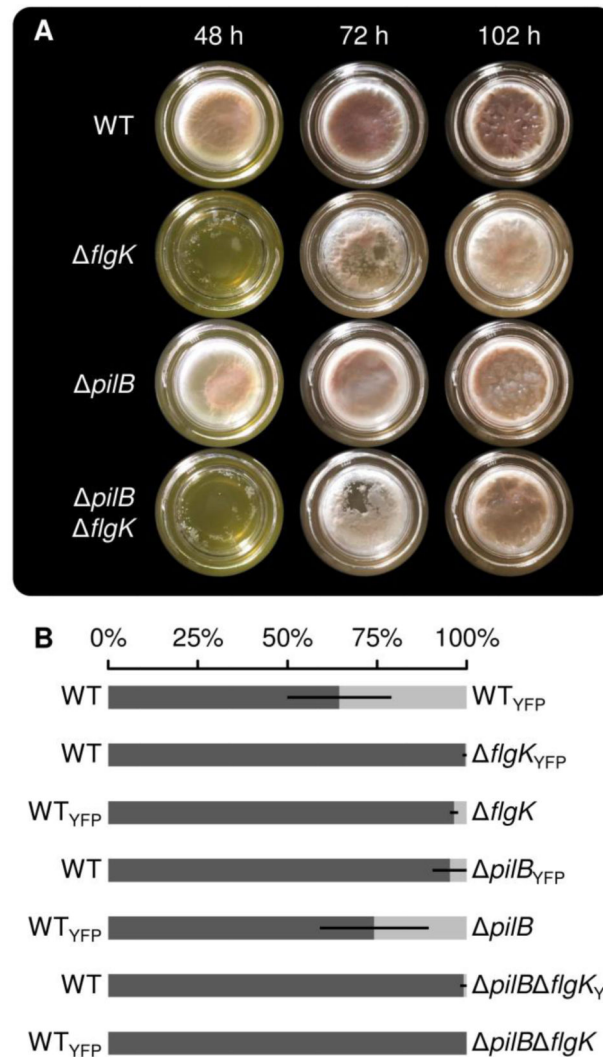 A 48 h 72 h 102 h
WT
ΔflgK
ΔpilB
ΔpilB
ΔflgK
B 0% 25% 50% 75% 100%
WT WT_YFP
WT ΔflgK_YFP
WT_YFP ΔflgK
WT ΔpilB_YFP
WT_YFP ΔpilB
WT ΔpilBΔflgK_Y
WT_YFP ΔpilBΔflgK